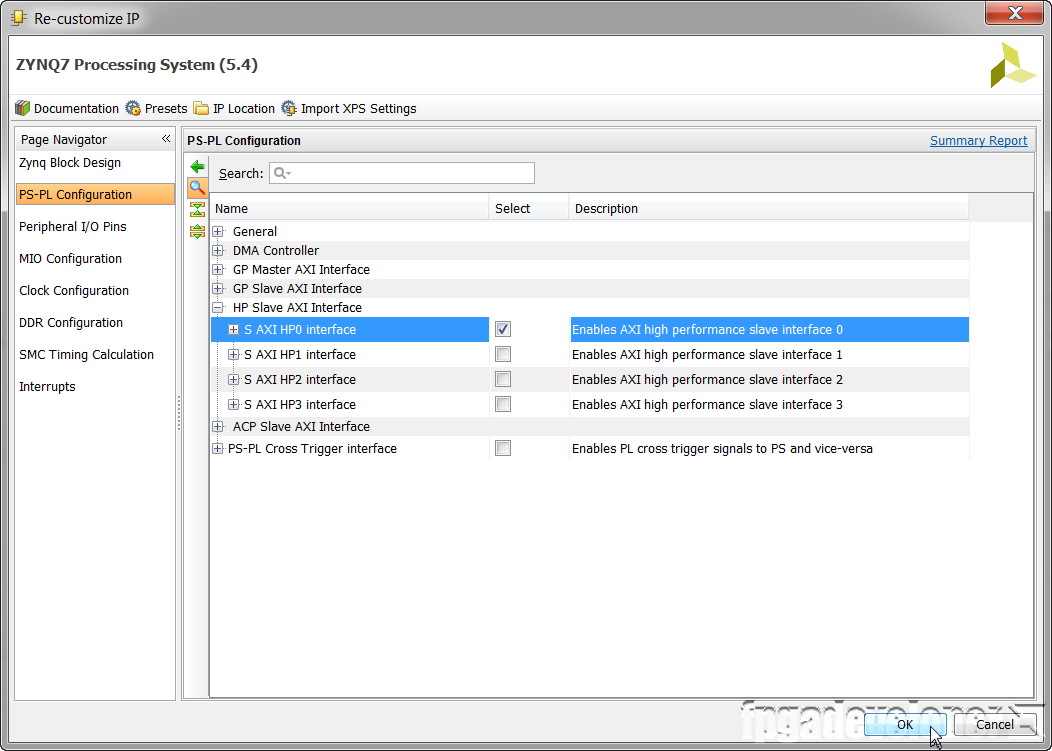 Re-customize IP
ZYNQ7 Processing System (5.4)
Documentation Presets IP Location Import XPS Settings
Page Navigator «
Zynq Block Design
PS-PL Configuration
Peripheral I/O Pins
MIO Configuration
Clock Configuration
DDR Configuration
SMC Timing Calculation
Interrupts
PS-PL Configuration Summary Report
Search:
Name Select Description
General
DMA Controller
GP Master AXI Interface
GP Slave AXI Interface
HP Slave AXI Interface
S AXI HP0 interface Enables AXI high performance slave interface 0
S AXI HP1 interface Enables AXI high performance slave interface 1
S AXI HP2 interface Enables AXI high performance slave interface 2
S AXI HP3 interface Enables AXI high performance slave interface 3
ACP Slave AXI Interface
PS-PL Cross Trigger interface Enables PL cross trigger signals to PS and vice-versa
OK Cancel